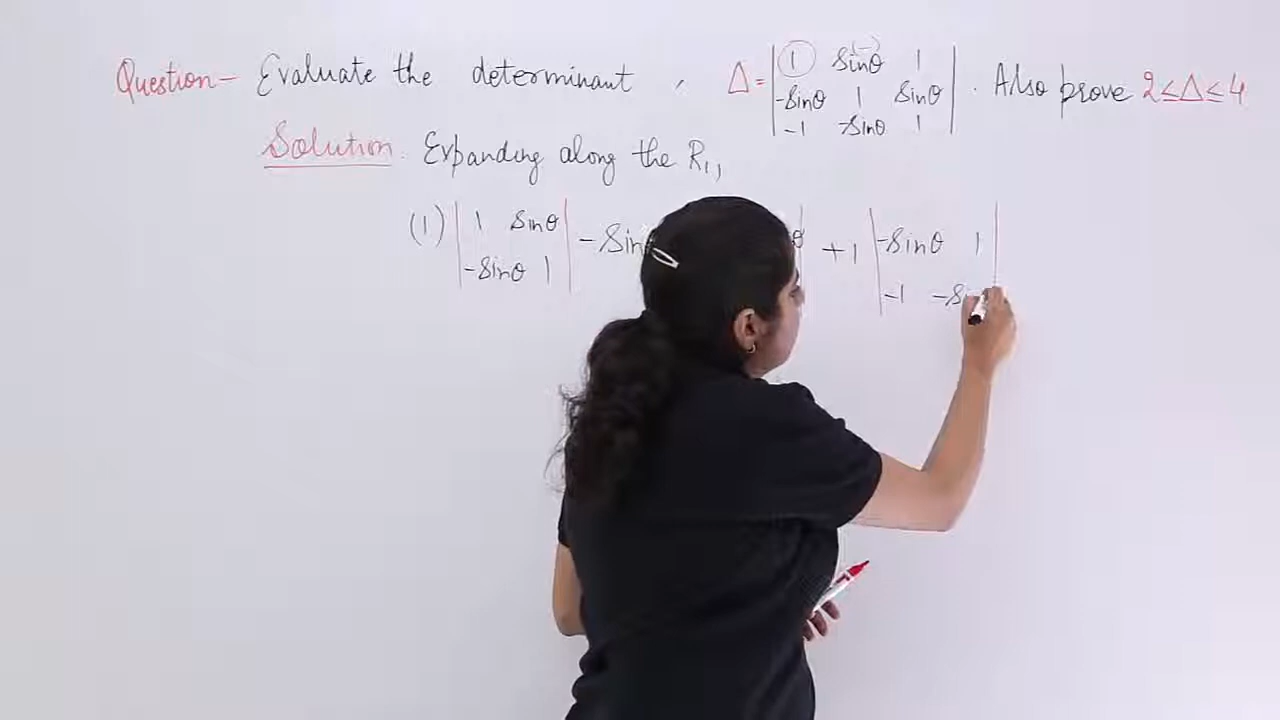 Question- Evaluate the determinant, Δ= | 1 sinθ 1 | . Also prove 2≤Δ≤4
(-)
| -sinθ 1 sinθ |
| -1 -sinθ 1 |
Solution. Expanding along the R₁,
(1) | 1 sinθ | - +1 | -sinθ 1 |
| -sinθ 1 | | -1